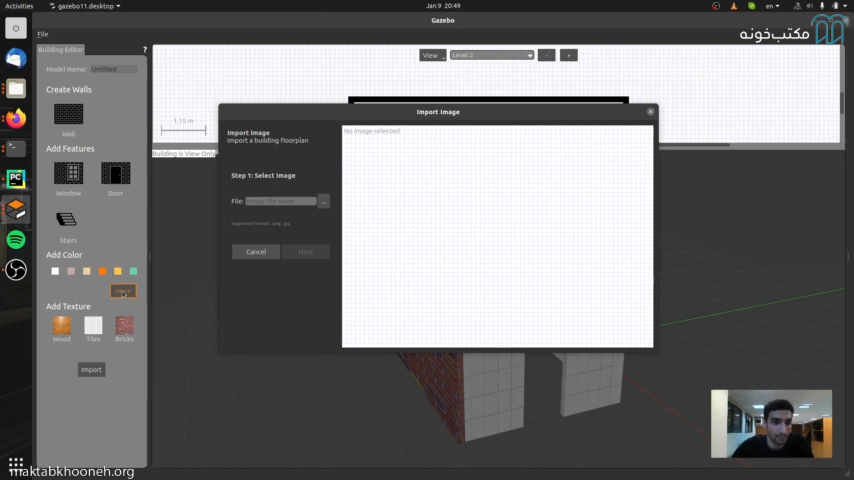 Activities
gazebo11.desktop
Jan 9 20:49
en
Gazebo
مکتب‌خونه
File
Building Editor
?
Model Name: Untitled
Create Walls
Wall
Add Features
Window
Door
Stairs
Add Color
More
Add Texture
Wood
Tiles
Bricks
Import
View
Level 2
-
+
1.15 m
Building is View Only
Import Image
Import Image
Import a building floorplan
Step 1: Select Image
File: Image file name
...
Supported formats: .png, .jpg
Cancel
Next
No image selected
maktabkhooneh.org